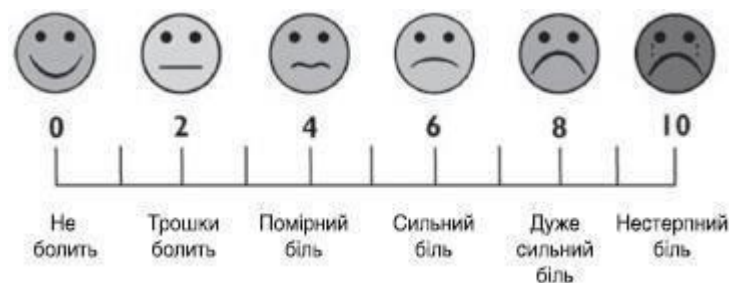 0 2 4 6 8 10
Не болить
Трошки болить
Помірний біль
Сильний біль
Дуже сильний біль
Нестерпний біль